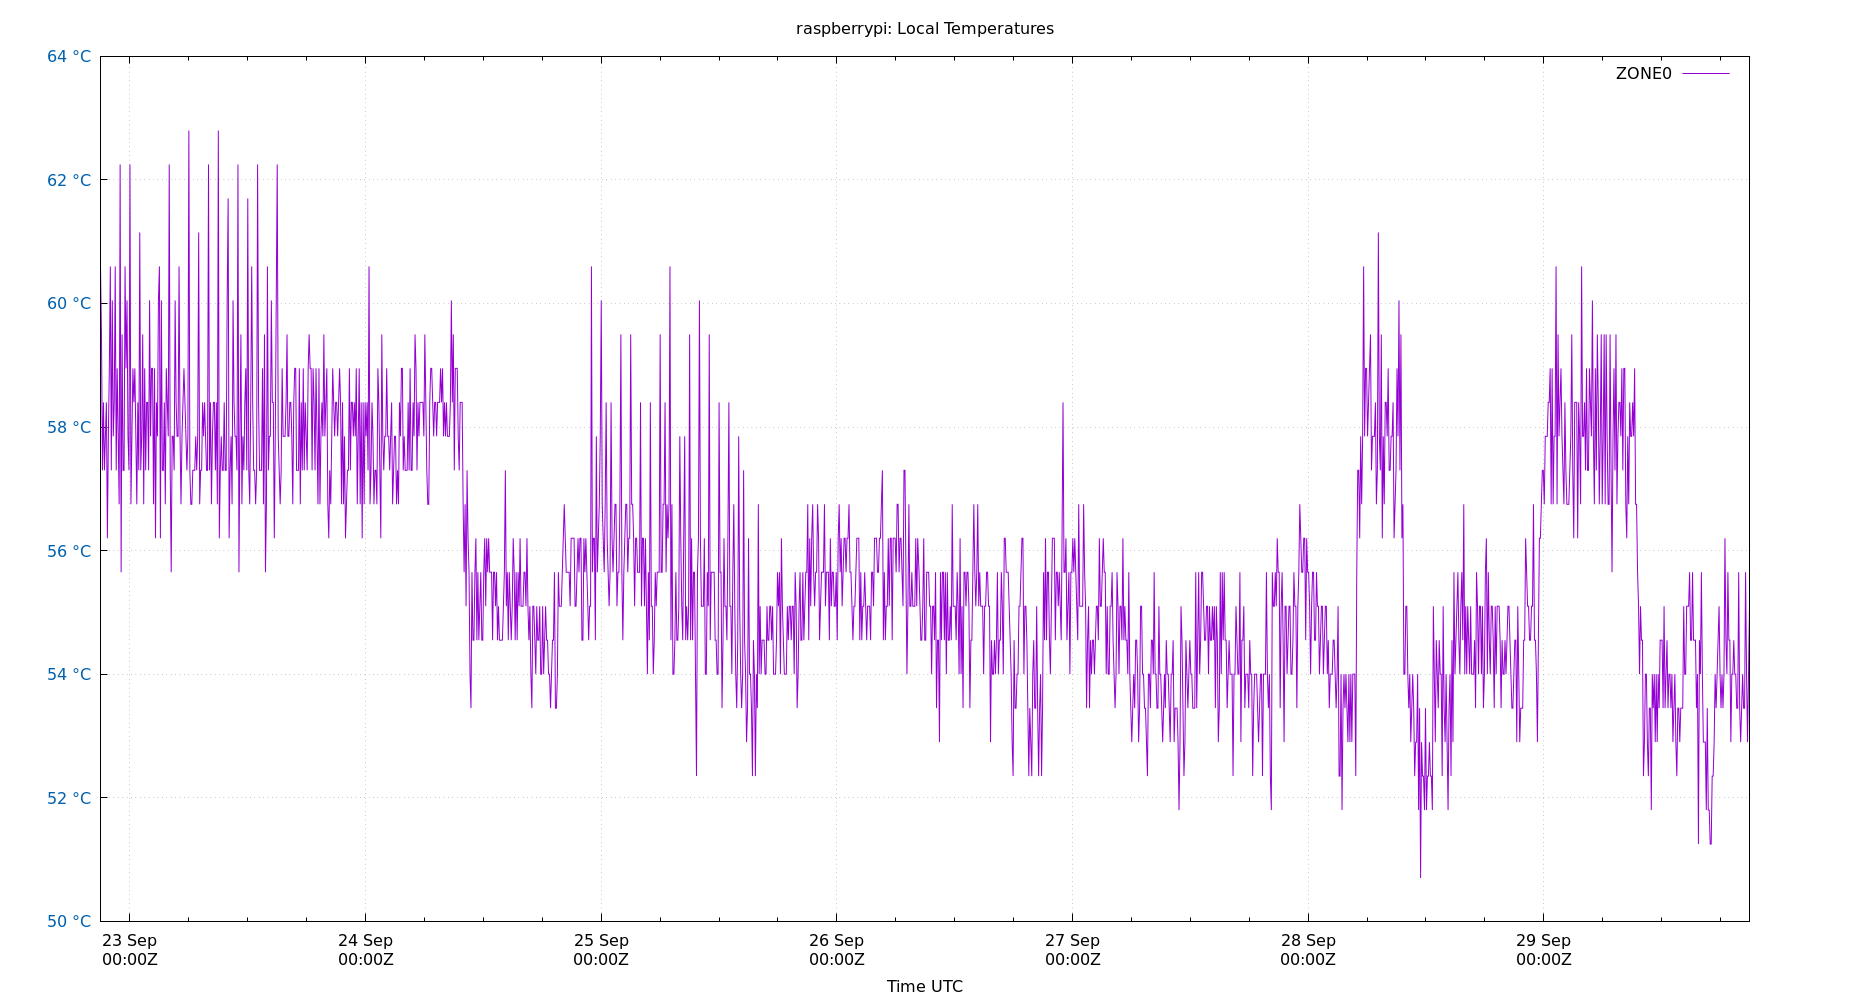 raspberrypi: Local Temperatures
64 °C
ZONE0
62 °C
60 °C
58 °C
56 °C
54 °C
52 °C
50 °C
23 Sep 24 Sep 25 Sep 26 Sep 27 Sep 28 Sep 29 Sep
00:00Z 00:00Z 00:00Z 00:00Z 00:00Z 00:00Z 00:00Z
Time UTC